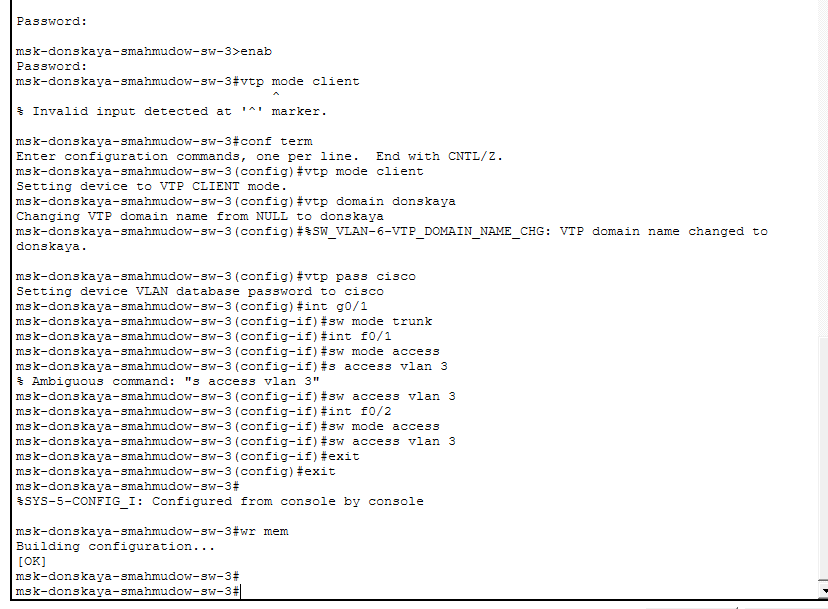 Password:
msk-donskaya-smahmudow-sw-3>enab
Password:
msk-donskaya-smahmudow-sw-3#vtp mode client
^
% Invalid input detected at '^' marker.
msk-donskaya-smahmudow-sw-3#conf term
Enter configuration commands, one per line.  End with CNTL/Z.
msk-donskaya-smahmudow-sw-3(config)#vtp mode client
Setting device to VTP CLIENT mode.
msk-donskaya-smahmudow-sw-3(config)#vtp domain donskaya
Changing VTP domain name from NULL to donskaya
msk-donskaya-smahmudow-sw-3(config)#%SW_VLAN-6-VTP_DOMAIN_NAME_CHG: VTP domain name changed to
donskaya.
msk-donskaya-smahmudow-sw-3(config)#vtp pass cisco
Setting device VLAN database password to cisco
msk-donskaya-smahmudow-sw-3(config)#int g0/1
msk-donskaya-smahmudow-sw-3(config-if)#sw mode trunk
msk-donskaya-smahmudow-sw-3(config-if)#int f0/1
msk-donskaya-smahmudow-sw-3(config-if)#sw mode access
msk-donskaya-smahmudow-sw-3(config-if)#s access vlan 3
% Ambiguous command: "s access vlan 3"
msk-donskaya-smahmudow-sw-3(config-if)#sw access vlan 3
msk-donskaya-smahmudow-sw-3(config-if)#int f0/2
msk-donskaya-smahmudow-sw-3(config-if)#sw mode access
msk-donskaya-smahmudow-sw-3(config-if)#sw access vlan 3
msk-donskaya-smahmudow-sw-3(config-if)#exit
msk-donskaya-smahmudow-sw-3(config)#exit
msk-donskaya-smahmudow-sw-3#
%SYS-5-CONFIG_I: Configured from console by console
msk-donskaya-smahmudow-sw-3#wr mem
Building configuration...
[OK]
msk-donskaya-smahmudow-sw-3#
msk-donskaya-smahmudow-sw-3#